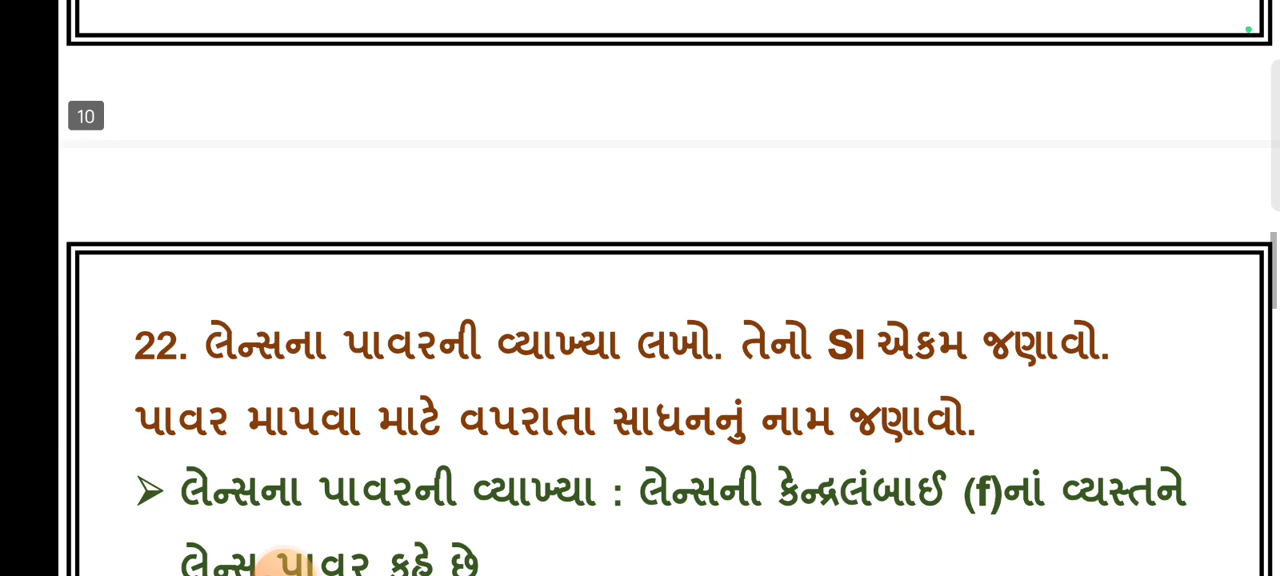 10
22. લેન્સના પાવરની વ્યાખ્યા લખો. તેનો SI એકમ જણાવો.
પાવર માપવા માટે વપરાતા સાધનનું નામ જણાવો.
➢ લેન્સના પાવરની વ્યાખ્યા : લેન્સની કેન્દ્રલંબાઈ (f)નાં વ્યસ્તને
લેન્સ પાવર કહે છે